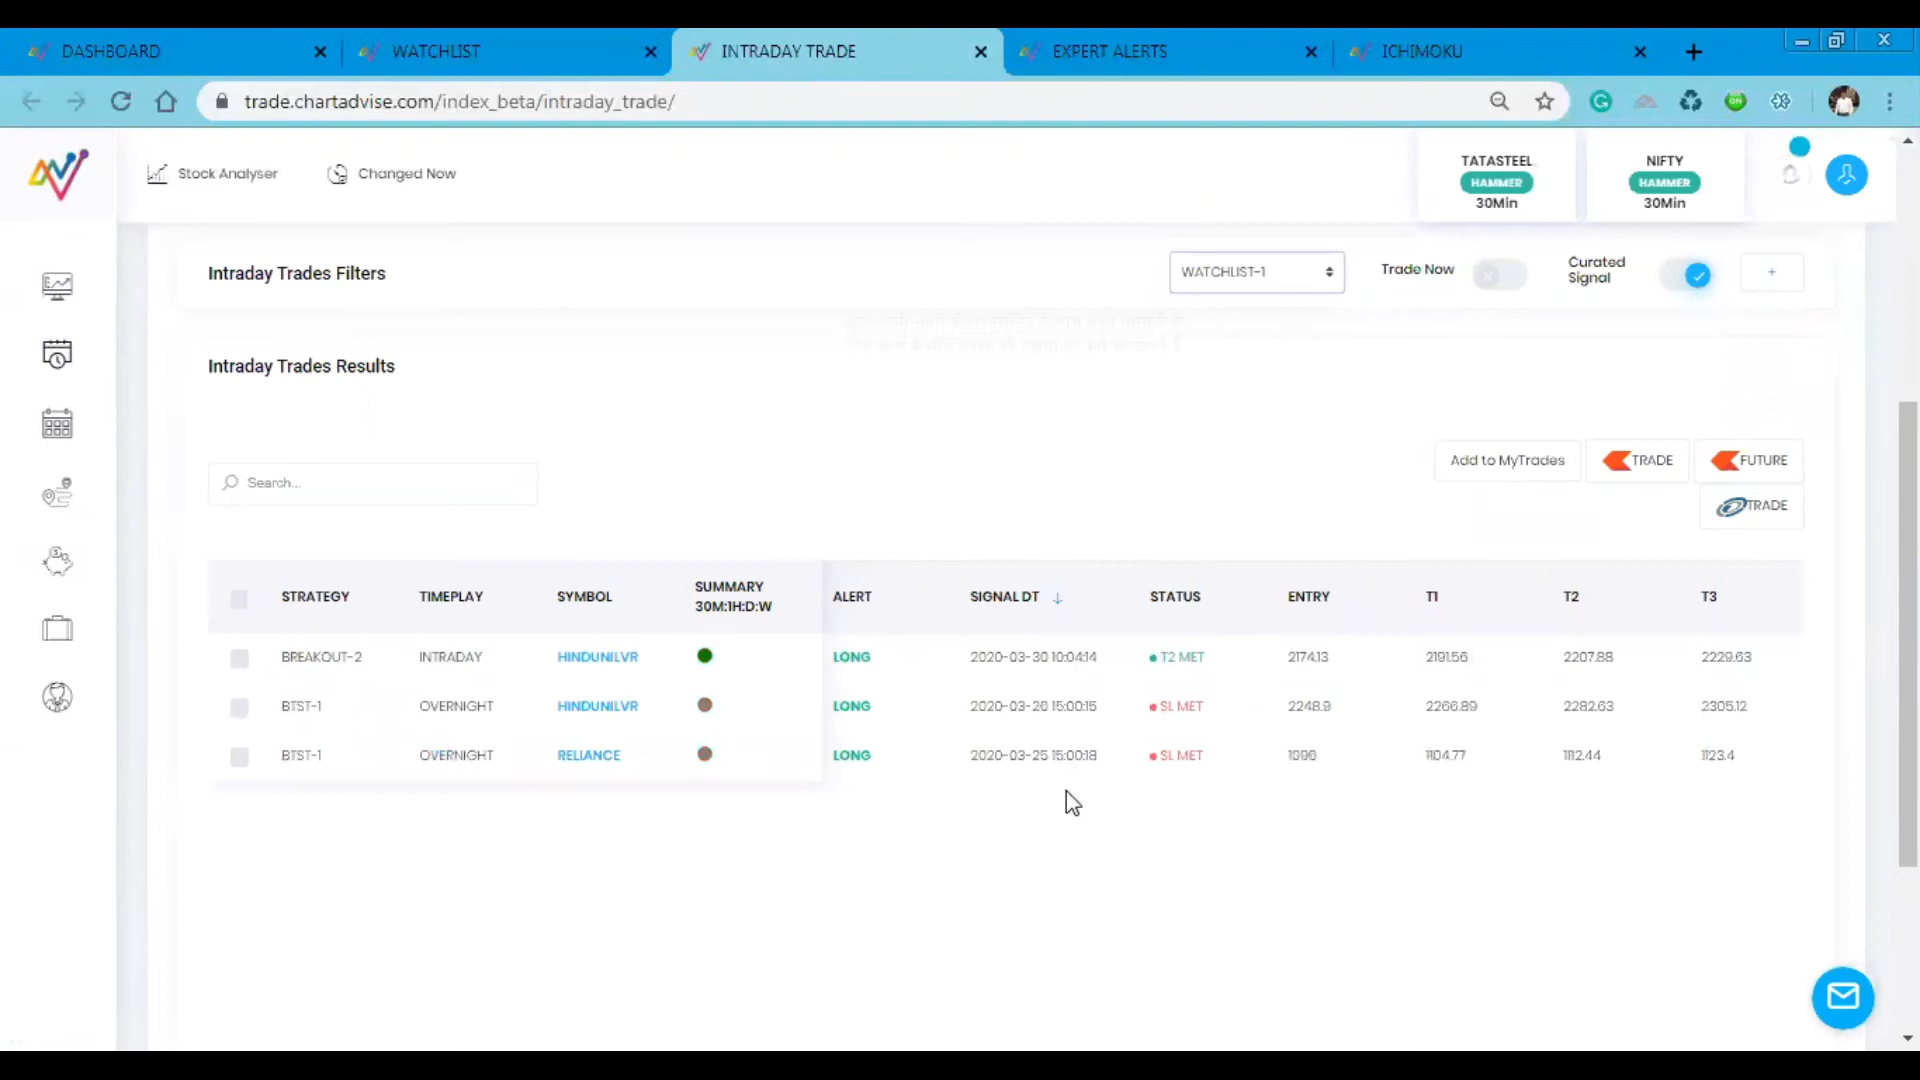 DASHBOARD
WATCHLIST
INTRADAY TRADE
EXPERT ALERTS
ICHIMOKU
trade.chartadvise.com/index_beta/intraday_trade/
Stock Analyser
Changed Now
TATASTEEL
HAMMER
30Min
NIFTY
HAMMER
30Min
Intraday Trades Filters
WATCHLIST-1
Trade Now
Curated
Signal
+
Intraday Trades Results
Search...
Add to MyTrades
TRADE
FUTURE
TRADE
STRATEGY TIMEPLAY SYMBOL SUMMARY 30M:1H:D:W ALERT SIGNAL DT STATUS ENTRY T1 T2 T3
BREAKOUT-2 INTRADAY HINDUNILVR LONG 2020-03-30 10:04:14 T2 MET 2174.13 2191.56 2207.88 2229.63
BTST-1 OVERNIGHT HINDUNILVR LONG 2020-03-26 15:00:15 SL MET 2248.9 2266.89 2282.63 2305.12
BTST-1 OVERNIGHT RELIANCE LONG 2020-03-25 15:00:18 SL MET 1096 1104.77 1112.44 1123.4